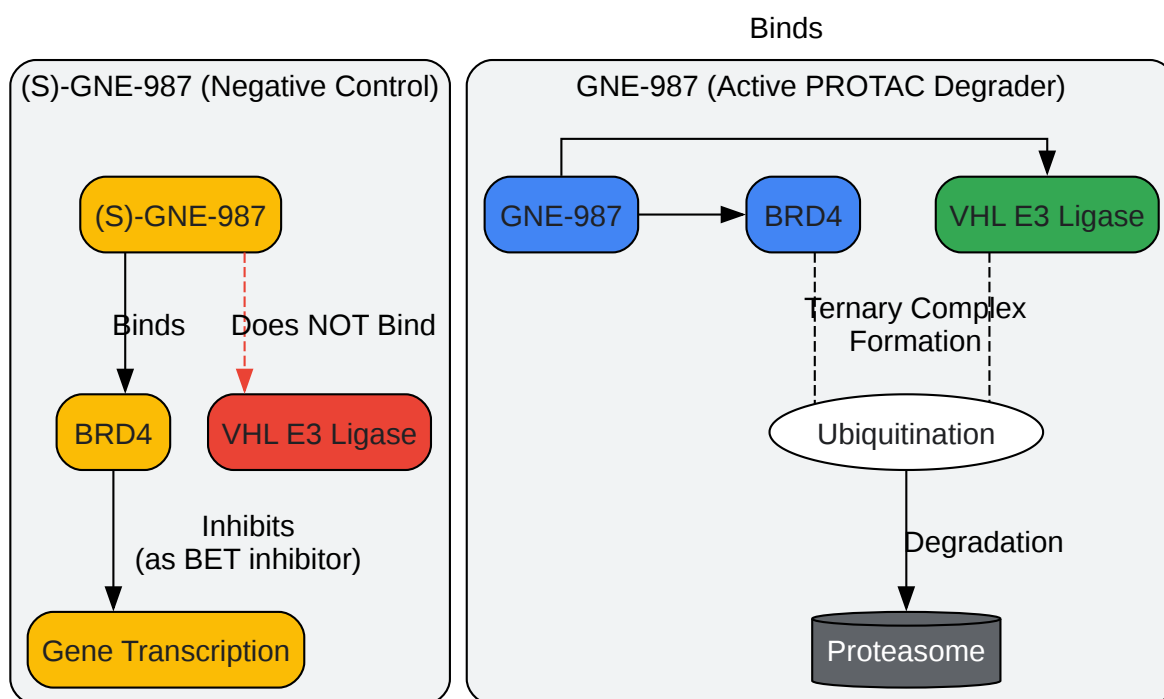 Binds
(S)-GNE-987 (Negative Control)
(S)-GNE-987
Binds
Does NOT Bind
BRD4
VHL E3 Ligase
Inhibits
(as BET inhibitor)
Gene Transcription
GNE-987 (Active PROTAC Degrader)
GNE-987
BRD4
VHL E3 Ligase
Ternary Complex
Formation
Ubiquitination
Degradation
Proteasome